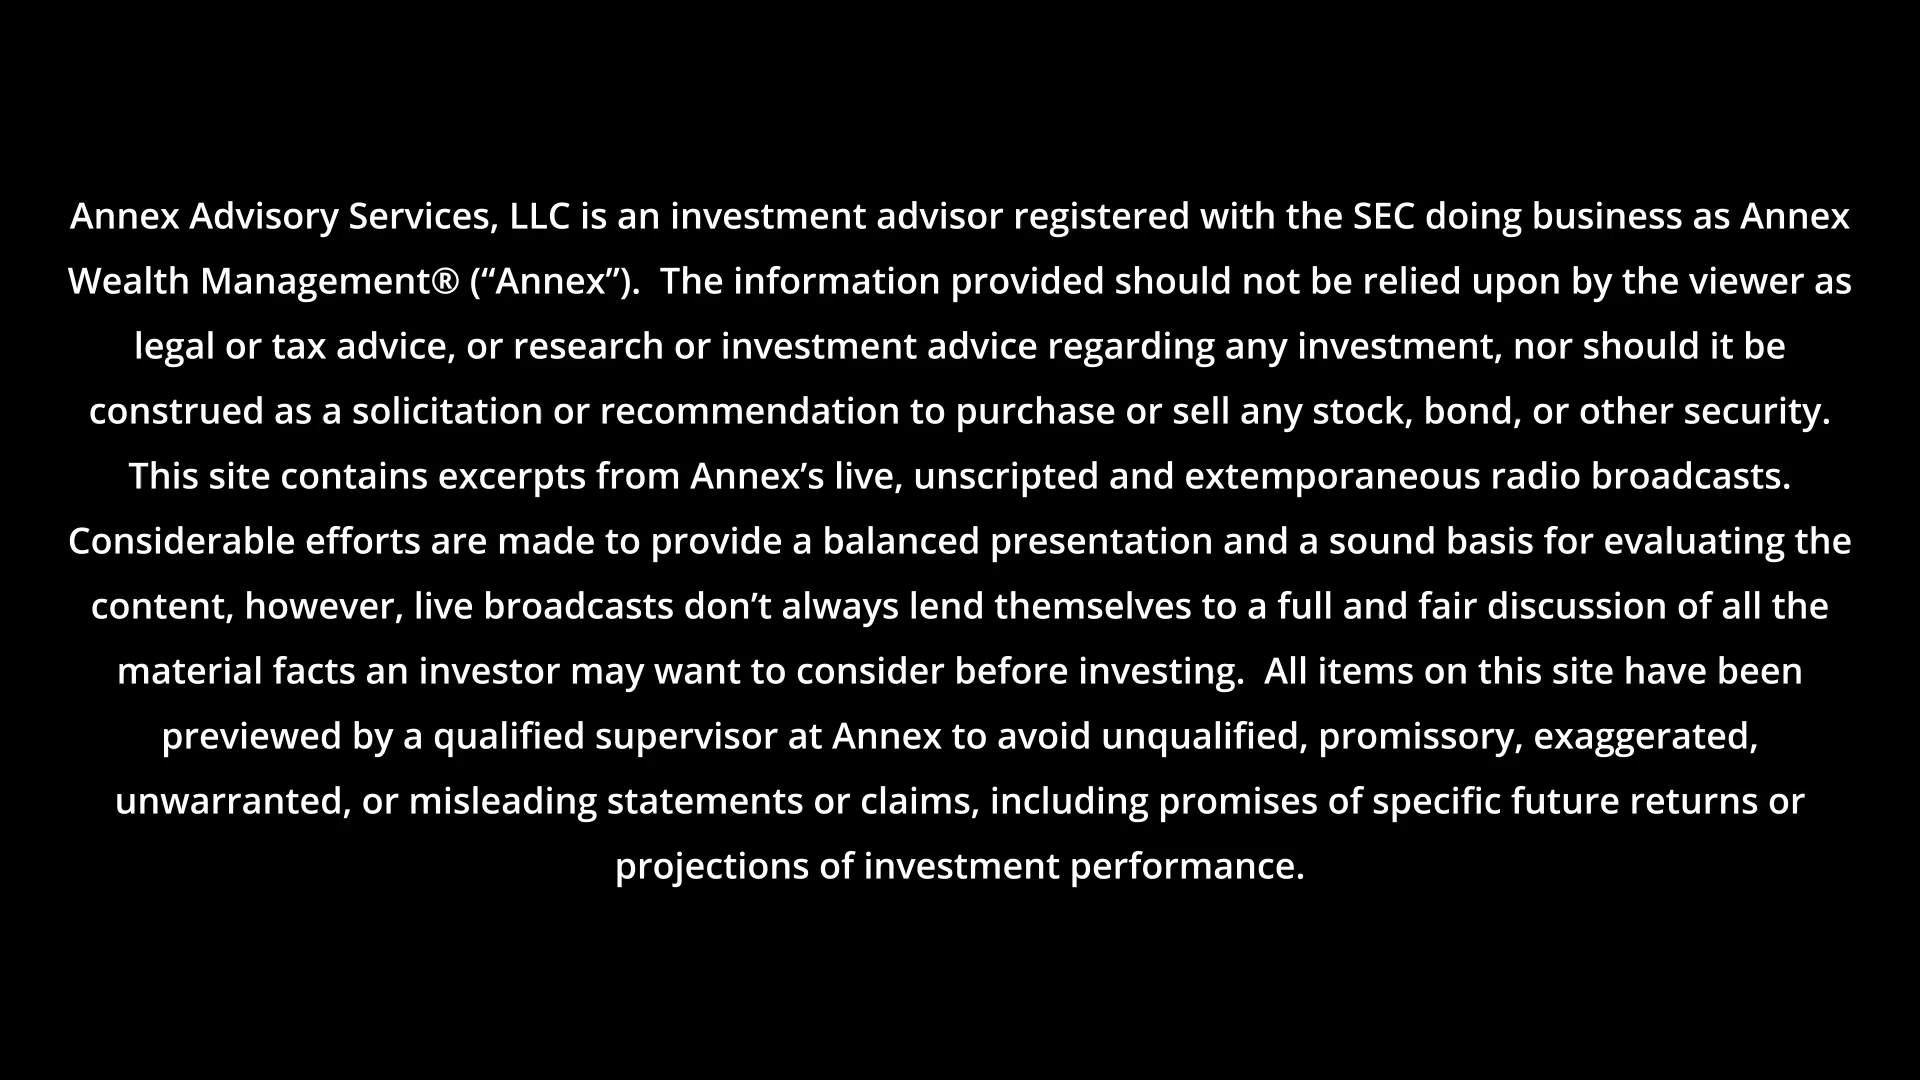 Annex Advisory Services, LLC is an investment advisor registered with the SEC doing business as Annex
Wealth Management® (“Annex”).  The information provided should not be relied upon by the viewer as
legal or tax advice, or research or investment advice regarding any investment, nor should it be
construed as a solicitation or recommendation to purchase or sell any stock, bond, or other security.
This site contains excerpts from Annex’s live, unscripted and extemporaneous radio broadcasts.
Considerable efforts are made to provide a balanced presentation and a sound basis for evaluating the
content, however, live broadcasts don’t always lend themselves to a full and fair discussion of all the
material facts an investor may want to consider before investing.  All items on this site have been
previewed by a qualified supervisor at Annex to avoid unqualified, promissory, exaggerated,
unwarranted, or misleading statements or claims, including promises of specific future returns or
projections of investment performance.